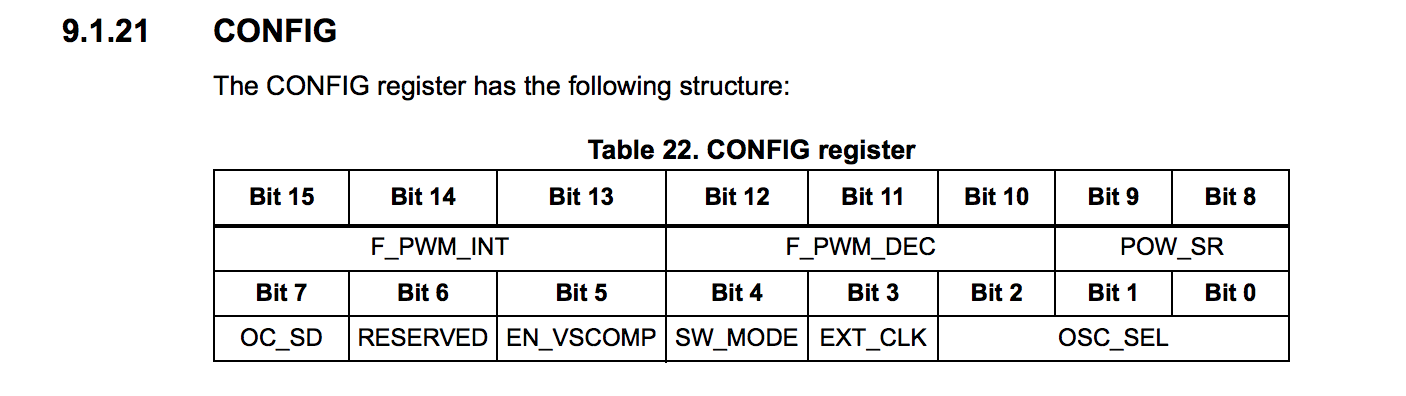 9.1.21 CONFIG
The CONFIG register has the following structure:
Table 22. CONFIG register
Bit 15 Bit 14 Bit 13 Bit 12 Bit 11 Bit 10 Bit 9 Bit 8
F_PWM_INT F_PWM_DEC POW_SR
Bit 7 Bit 6 Bit 5 Bit 4 Bit 3 Bit 2 Bit 1 Bit 0
OC_SD RESERVED EN_VSCOMP SW_MODE EXT_CLK OSC_SEL